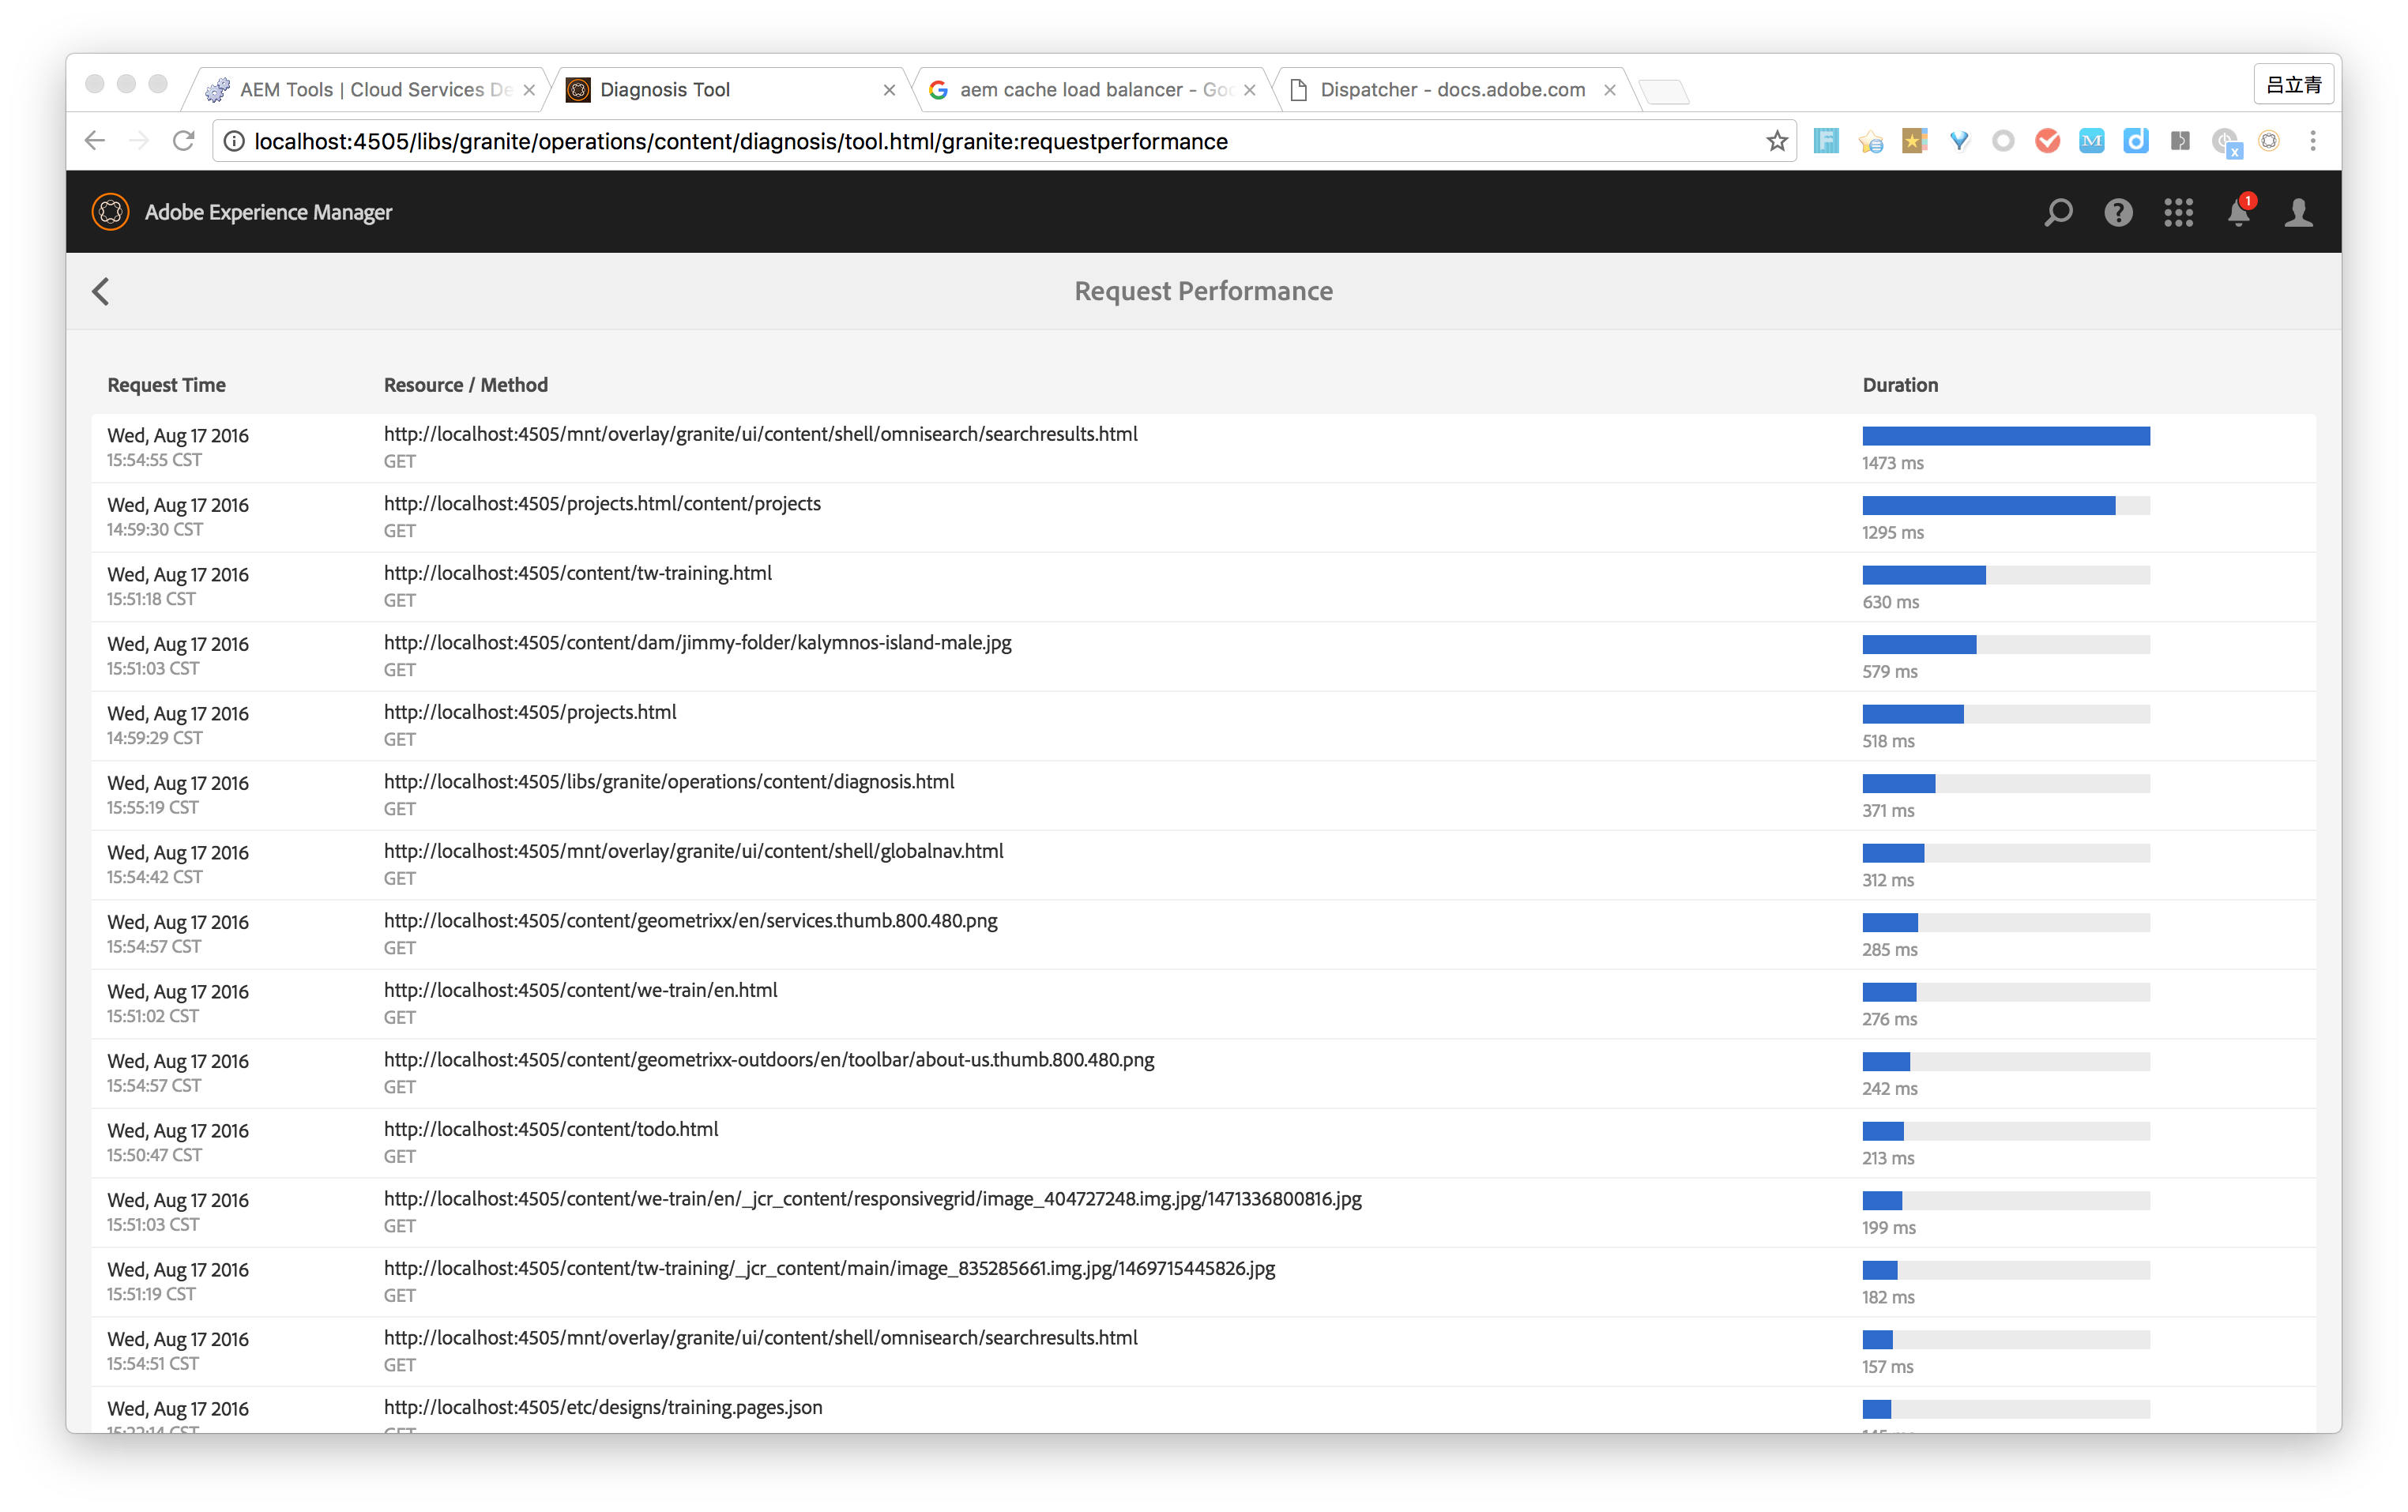 AEM Tools | Cloud Services De
Diagnosis Tool
aem cache load balancer - Goo
Dispatcher - docs.adobe.com
吕立青
localhost:4505/libs/granite/operations/content/diagnosis/tool.html/granite:requestperformance
Adobe Experience Manager
1
Request Performance
Request Time Resource / Method Duration
Wed, Aug 17 2016 http://localhost:4505/mnt/overlay/granite/ui/content/shell/omnisearch/searchresults.html
15:54:55 CST GET 1473 ms
Wed, Aug 17 2016 http://localhost:4505/projects.html/content/projects
14:59:30 CST GET 1295 ms
Wed, Aug 17 2016 http://localhost:4505/content/tw-training.html
15:51:18 CST GET 630 ms
Wed, Aug 17 2016 http://localhost:4505/content/dam/jimmy-folder/kalymnos-island-male.jpg
15:51:03 CST GET 579 ms
Wed, Aug 17 2016 http://localhost:4505/projects.html
14:59:29 CST GET 518 ms
Wed, Aug 17 2016 http://localhost:4505/libs/granite/operations/content/diagnosis.html
15:55:19 CST GET 371 ms
Wed, Aug 17 2016 http://localhost:4505/mnt/overlay/granite/ui/content/shell/globalnav.html
15:54:42 CST GET 312 ms
Wed, Aug 17 2016 http://localhost:4505/content/geometrixx/en/services.thumb.800.480.png
15:54:57 CST GET 285 ms
Wed, Aug 17 2016 http://localhost:4505/content/we-train/en.html
15:51:02 CST GET 276 ms
Wed, Aug 17 2016 http://localhost:4505/content/geometrixx-outdoors/en/toolbar/about-us.thumb.800.480.png
15:54:57 CST GET 242 ms
Wed, Aug 17 2016 http://localhost:4505/content/todo.html
15:50:47 CST GET 213 ms
Wed, Aug 17 2016 http://localhost:4505/content/we-train/en/_jcr_content/responsivegrid/image_404727248.img.jpg/1471336800816.jpg
15:51:03 CST GET 199 ms
Wed, Aug 17 2016 http://localhost:4505/content/tw-training/_jcr_content/main/image_835285661.img.jpg/1469715445826.jpg
15:51:19 CST GET 182 ms
Wed, Aug 17 2016 http://localhost:4505/mnt/overlay/granite/ui/content/shell/omnisearch/searchresults.html
15:54:51 CST GET 157 ms
Wed, Aug 17 2016 http://localhost:4505/etc/designs/training.pages.json